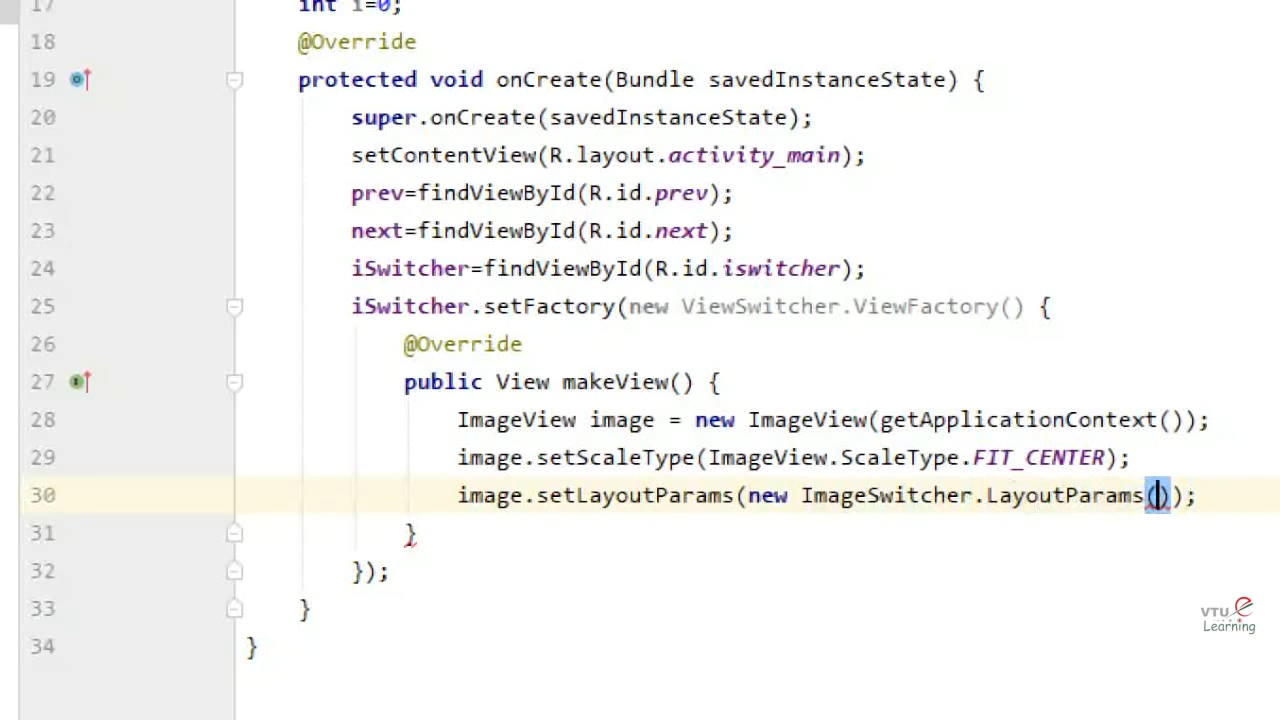 17 int i=0;
18 @Override
19 protected void onCreate(Bundle savedInstanceState) {
20 super.onCreate(savedInstanceState);
21 setContentView(R.layout.activity_main);
22 prev=findViewById(R.id.prev);
23 next=findViewById(R.id.next);
24 iSwitcher=findViewById(R.id.iswitcher);
25 iSwitcher.setFactory(new ViewSwitcher.ViewFactory() {
26 @Override
27 public View makeView() {
28 ImageView image = new ImageView(getApplicationContext());
29 image.setScaleType(ImageView.ScaleType.FIT_CENTER);
30 image.setLayoutParams(new ImageSwitcher.LayoutParams());
31 }
32 });
33 }
34 }
VTU e
Learning